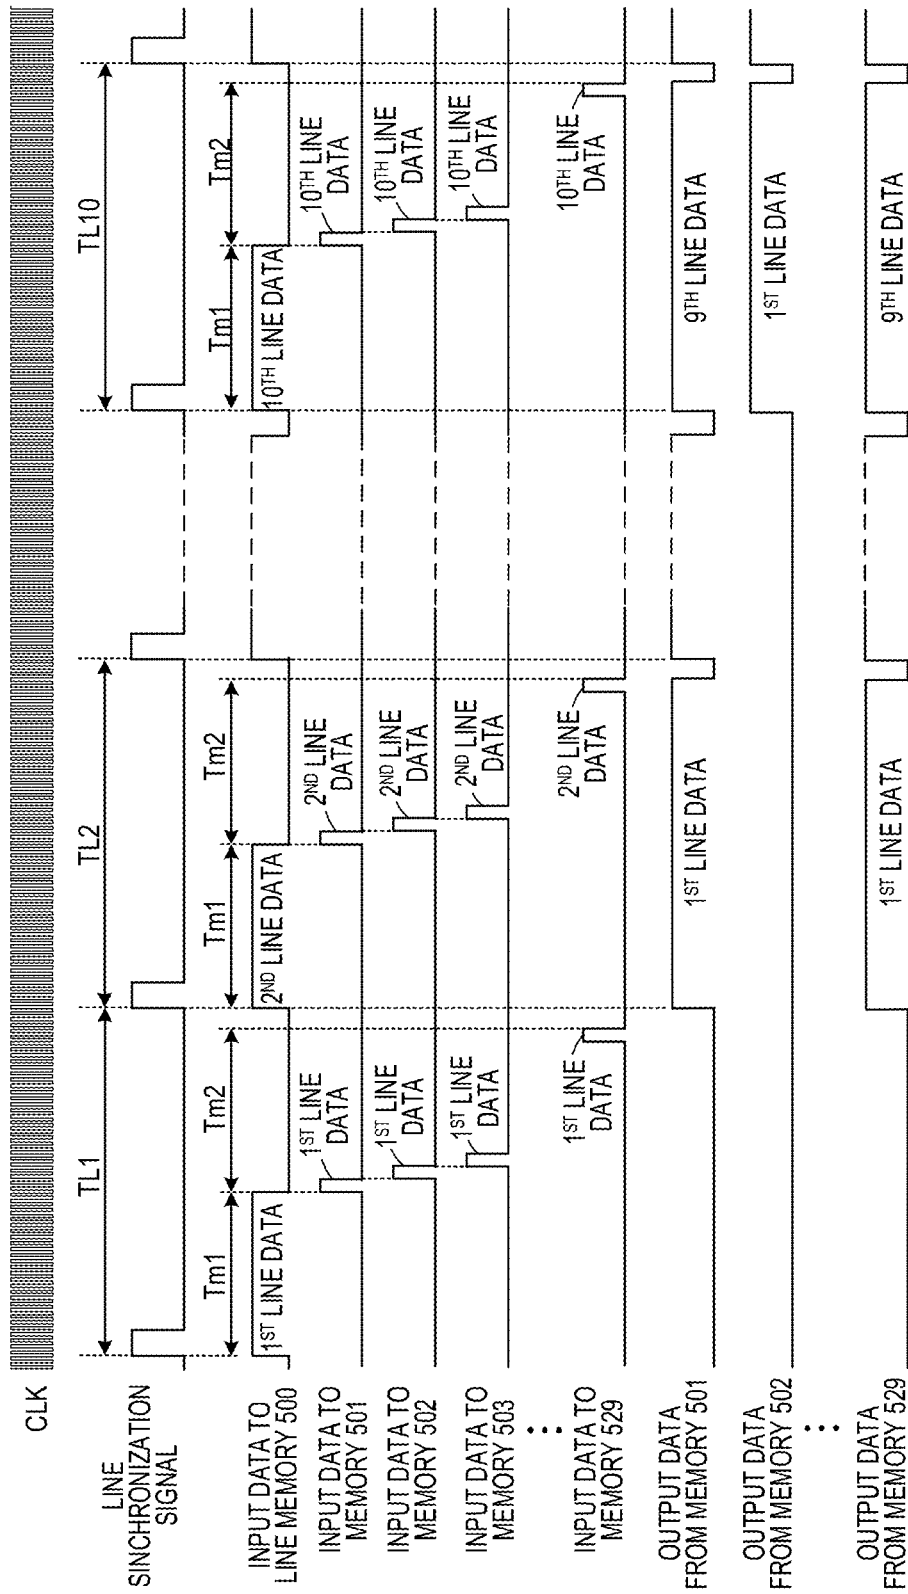 CLK
LINE
SINCHRONIZATION
SIGNAL
TL1
TL2
TL10
Tm1
Tm2
Tm1
Tm2
Tm1
Tm2
INPUT DATA TO
LINE MEMORY 500
1ST LINE DATA
2ND LINE DATA
10TH LINE DATA
INPUT DATA TO
MEMORY 501
1ST LINE
DATA
2ND LINE
DATA
10TH LINE
DATA
INPUT DATA TO
MEMORY 502
1ST LINE
DATA
2ND LINE
DATA
10TH LINE
DATA
INPUT DATA TO
MEMORY 503
1ST LINE
DATA
2ND LINE
DATA
10TH LINE
DATA
INPUT DATA TO
MEMORY 529
1ST LINE
DATA
2ND LINE
DATA
10TH LINE
DATA
OUTPUT DATA
FROM MEMORY 501
1ST LINE DATA
9TH LINE DATA
OUTPUT DATA
FROM MEMORY 502
1ST LINE DATA
OUTPUT DATA
FROM MEMORY 529
1ST LINE DATA
9TH LINE DATA